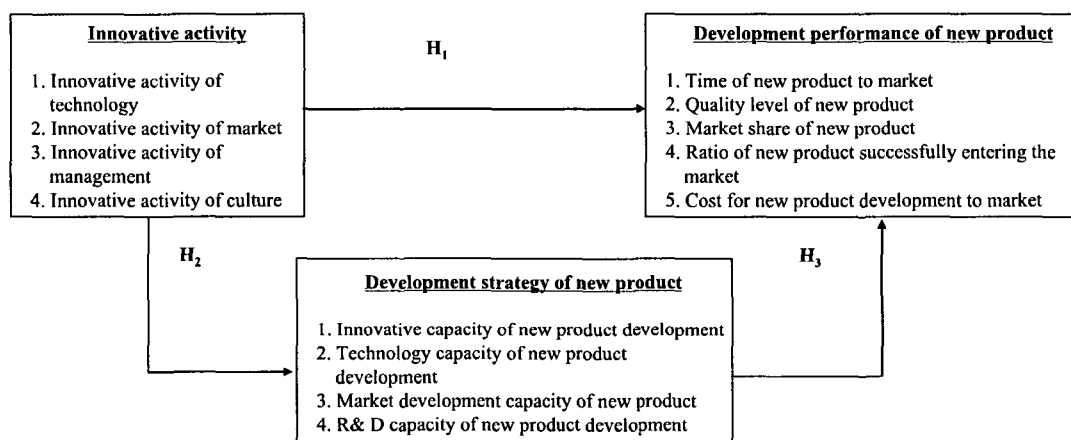 Innovative activity
1. Innovative activity of
technology
2. Innovative activity of market
3. Innovative activity of
management
4. Innovative activity of culture
H1
Development performance of new product
1. Time of new product to market
2. Quality level of new product
3. Market share of new product
4. Ratio of new product successfully entering the
market
5. Cost for new product development to market
H2
Development strategy of new product
1. Innovative capacity of new product development
2. Technology capacity of new product
development
3. Market development capacity of new product
4. R& D capacity of new product development
H3